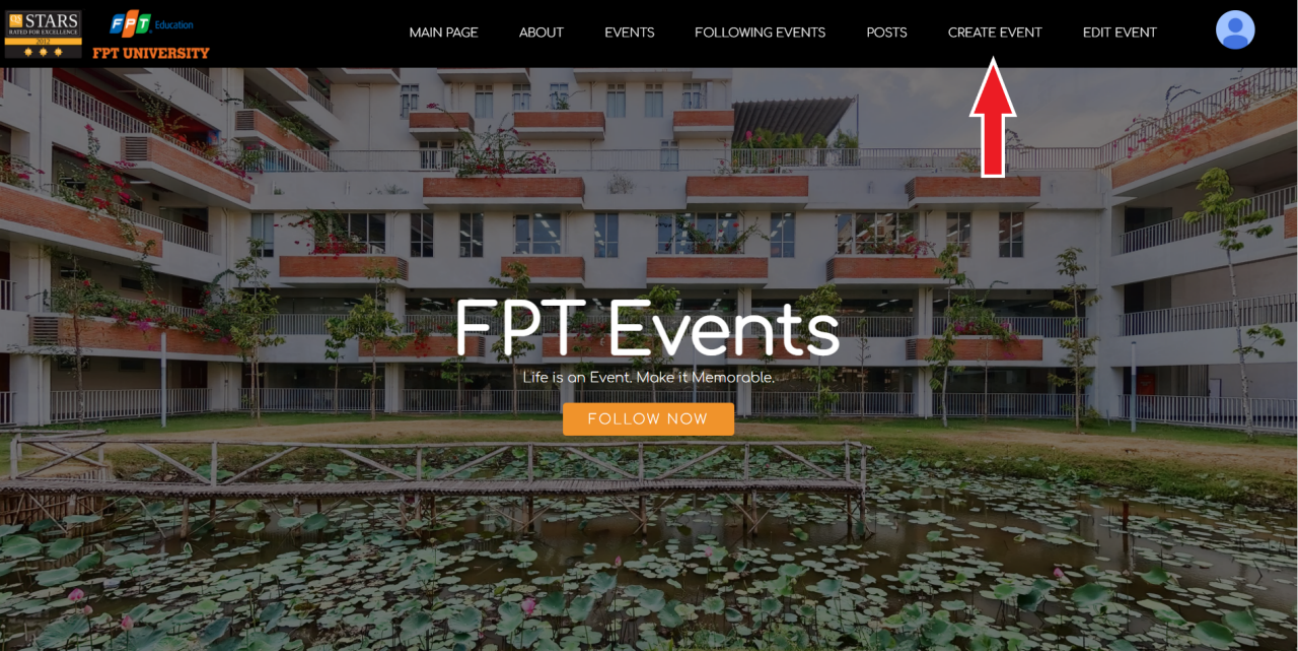 STARS
RATED FOR EXCELLENCE
2012
FPT Education
FPT UNIVERSITY
MAIN PAGE
ABOUT
EVENTS
FOLLOWING EVENTS
POSTS
CREATE EVENT
EDIT EVENT
FPT Events
Life is an Event. Make it Memorable.
FOLLOW NOW